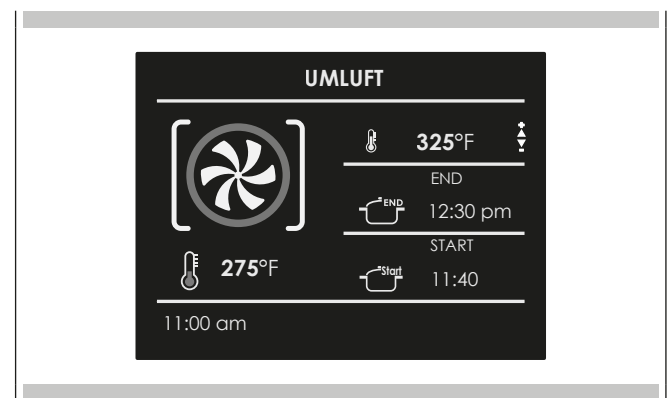 UMLUFT
325°F
END
END
12:30 pm
START
Start
11:40
275°F
11:00 am